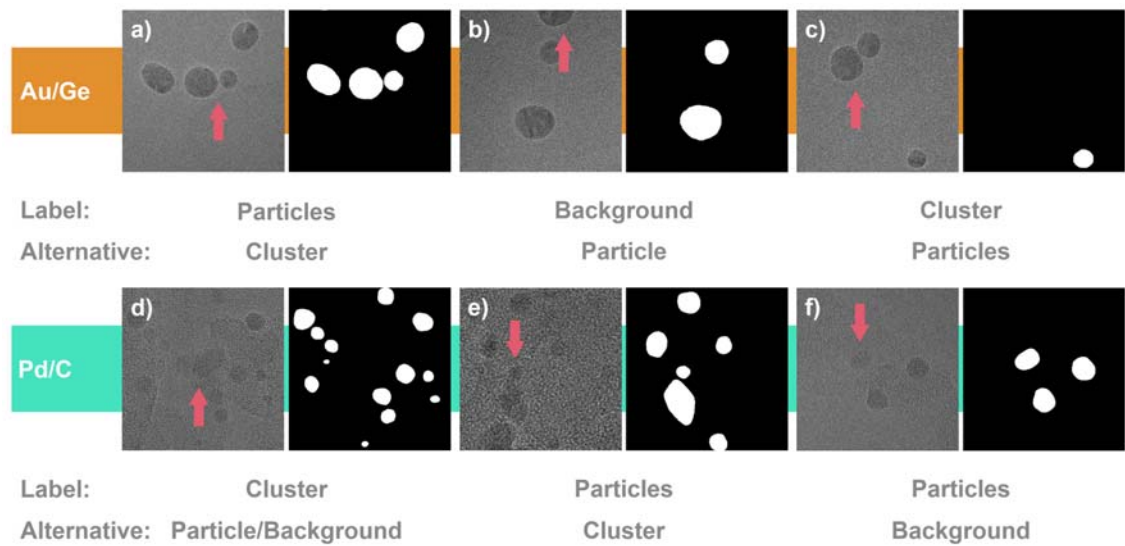 a) b) c)
Au/Ge
Label: Particles Background Cluster
Alternative: Cluster Particle Particles
d) e) f)
Pd/C
Label: Cluster Particles Particles
Alternative: Particle/Background Cluster Background